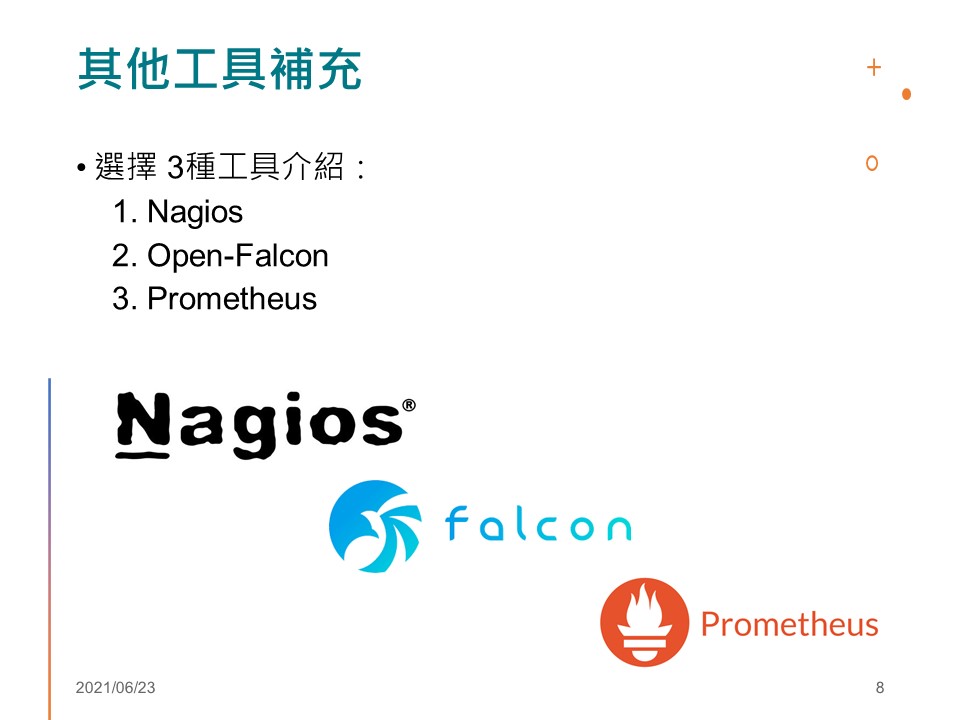 其他工具補充
• 選擇 3種工具介紹：
1. Nagios
2. Open-Falcon
3. Prometheus
Nagios®
falcon
Prometheus
2021/06/23
8